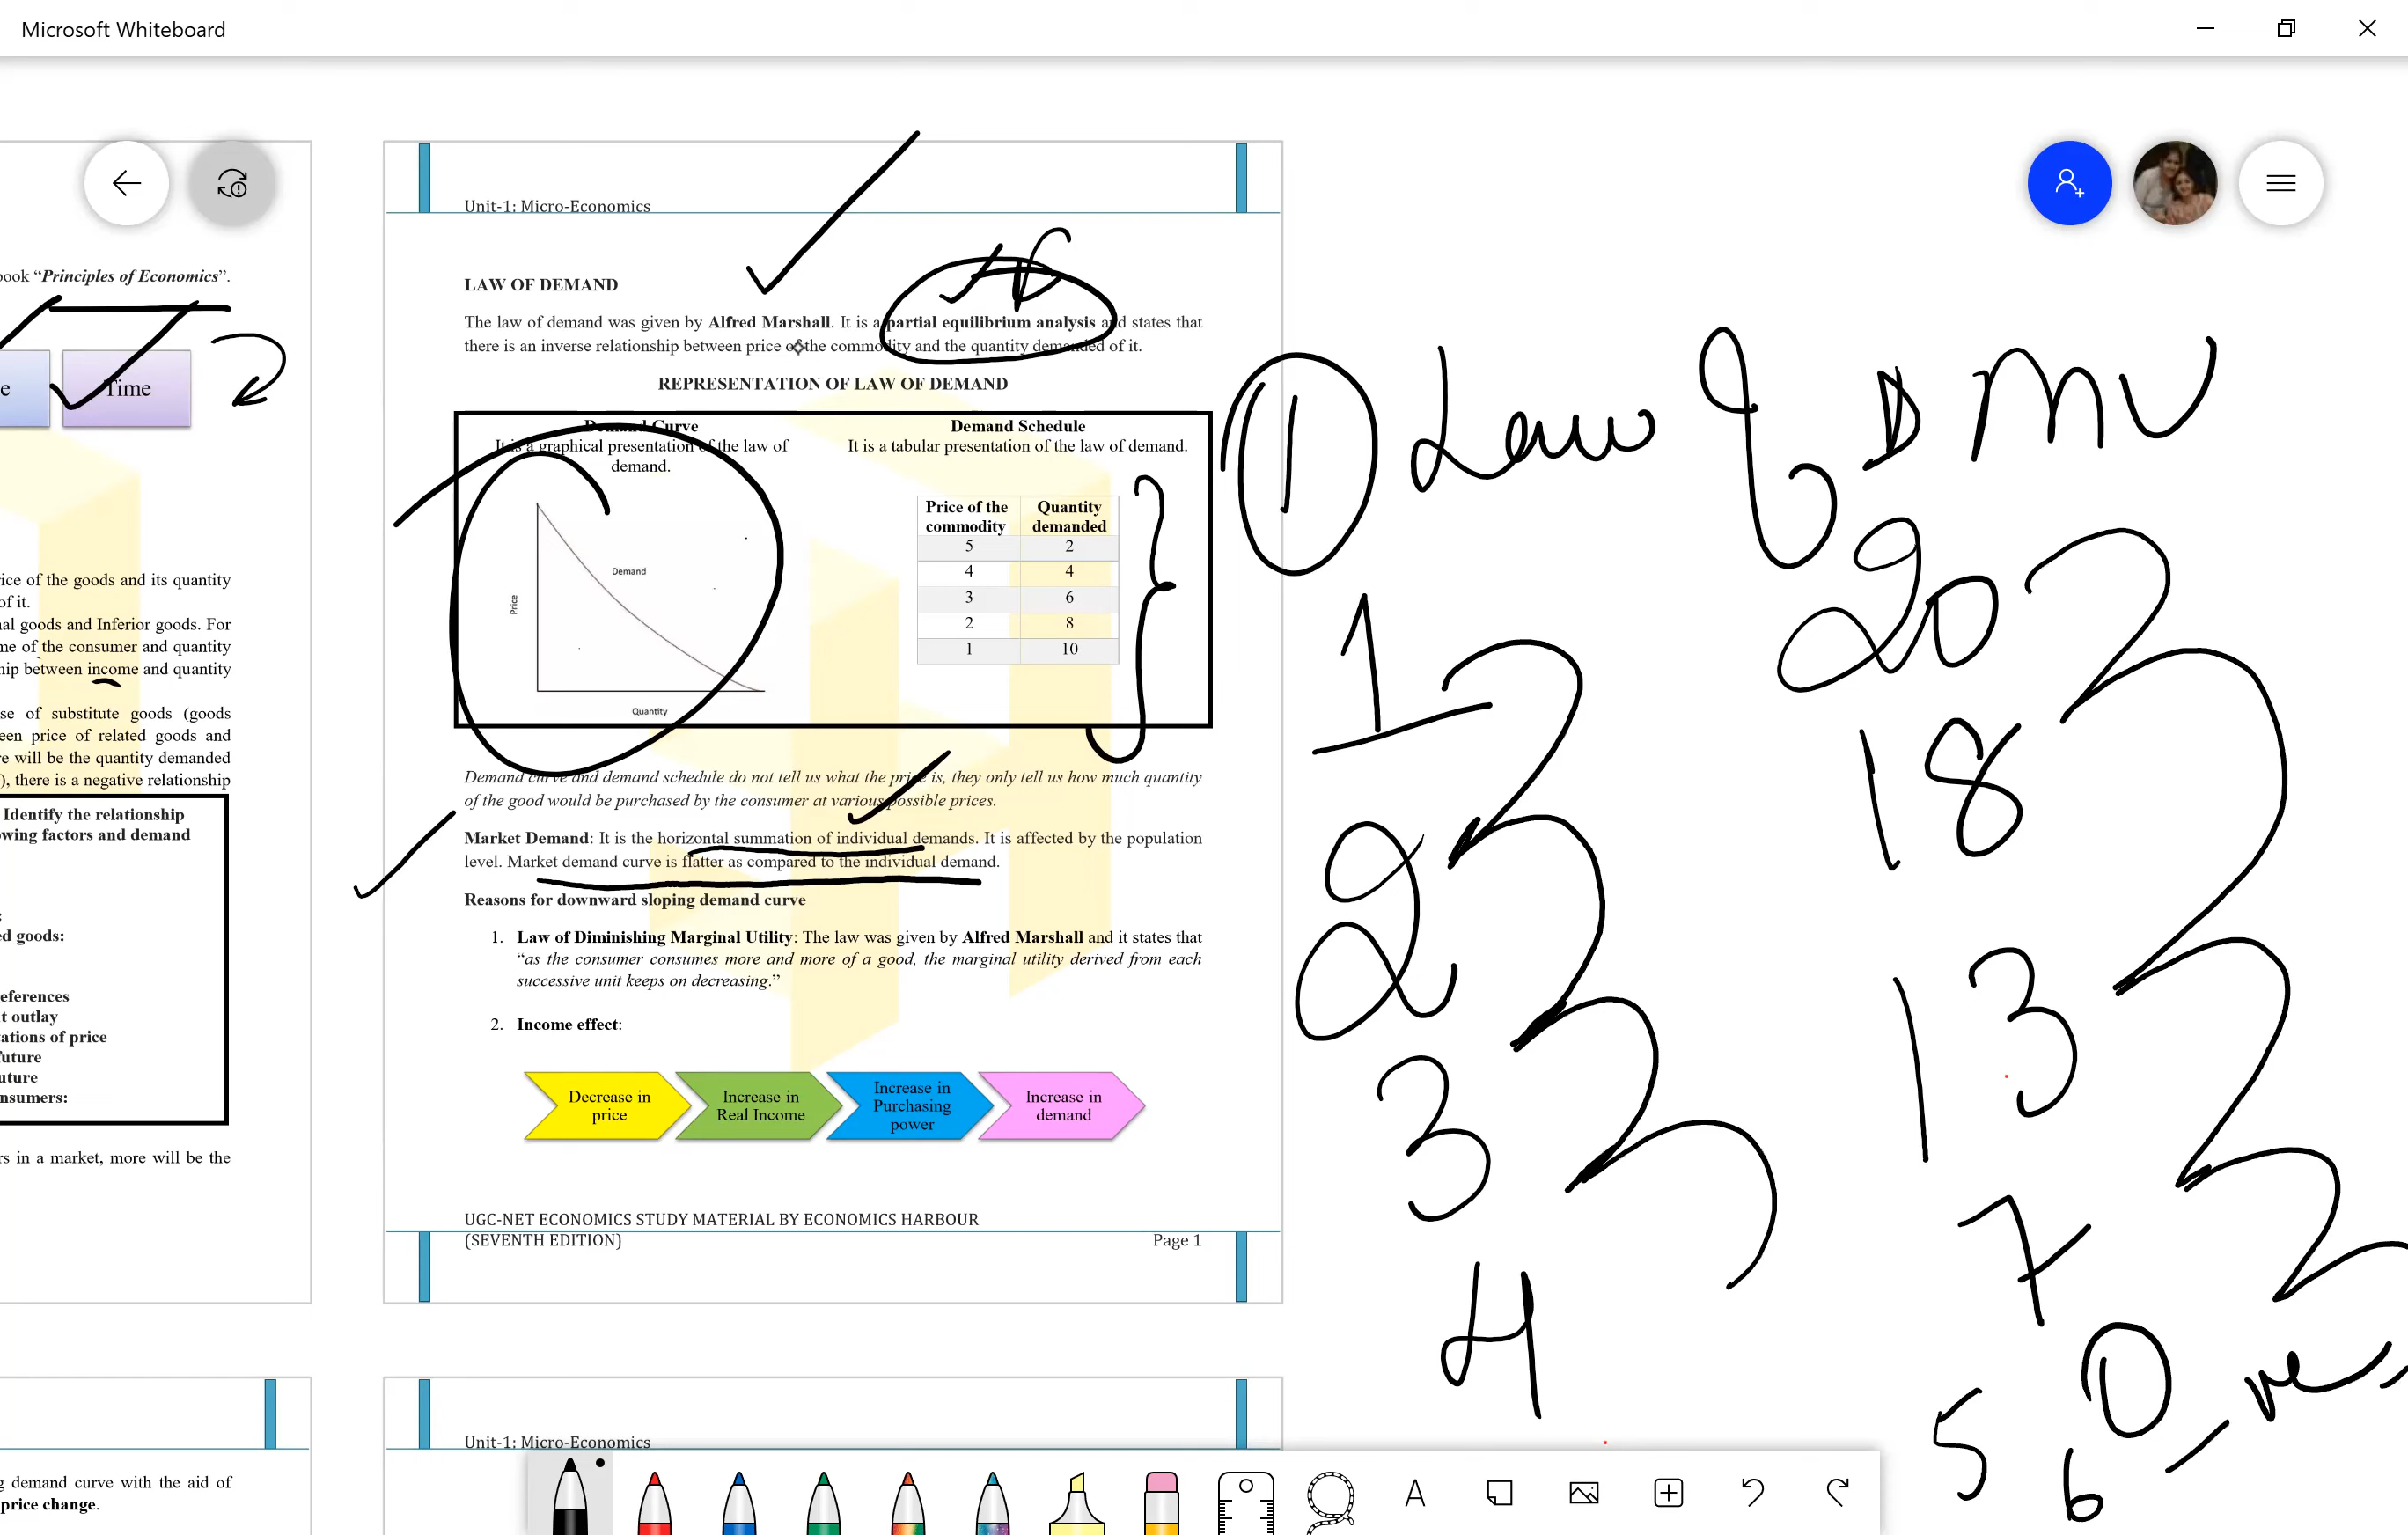 Microsoft Whiteboard
book “Principles of Economics”.
e
Time
rice of the goods and its quantity
of it.
al goods and Inferior goods. For
me of the consumer and quantity
hip between income and quantity
se of substitute goods (goods
een price of related goods and
re will be the quantity demanded
), there is a negative relationship
Identify the relationship
owing factors and demand
:
ed goods:
eferences
t outlay
tations of price
future
uture
nsumers:
rs in a market, more will be the
g demand curve with the aid of
price change.
Unit-1: Micro-Economics
LAW OF DEMAND
The law of demand was given by Alfred Marshall. It is a partial equilibrium analysis and states that
there is an inverse relationship between price of the commodity and the quantity demanded of it.
REPRESENTATION OF LAW OF DEMAND
Demand Curve
It is a graphical presentation of the law of
demand.
Price
Demand
Quantity
Demand Schedule
It is a tabular presentation of the law of demand.
Price of the commodity Quantity demanded
5 2
4 4
3 6
2 8
1 10
Demand curve and demand schedule do not tell us what the price is, they only tell us how much quantity
of the good would be purchased by the consumer at various possible prices.
Market Demand: It is the horizontal summation of individual demands. It is affected by the population
level. Market demand curve is flatter as compared to the individual demand.
Reasons for downward sloping demand curve
1. Law of Diminishing Marginal Utility: The law was given by Alfred Marshall and it states that
“as the consumer consumes more and more of a good, the marginal utility derived from each
successive unit keeps on decreasing.”
2. Income effect:
Decrease in price
Increase in Real Income
Increase in Purchasing power
Increase in demand
UGC-NET ECONOMICS STUDY MATERIAL BY ECONOMICS HARBOUR
(SEVENTH EDITION) Page 1
Unit-1: Micro-Economics
1 Law of DMU
1 20
2 18
3 13
4 7
5 0
6 -ve